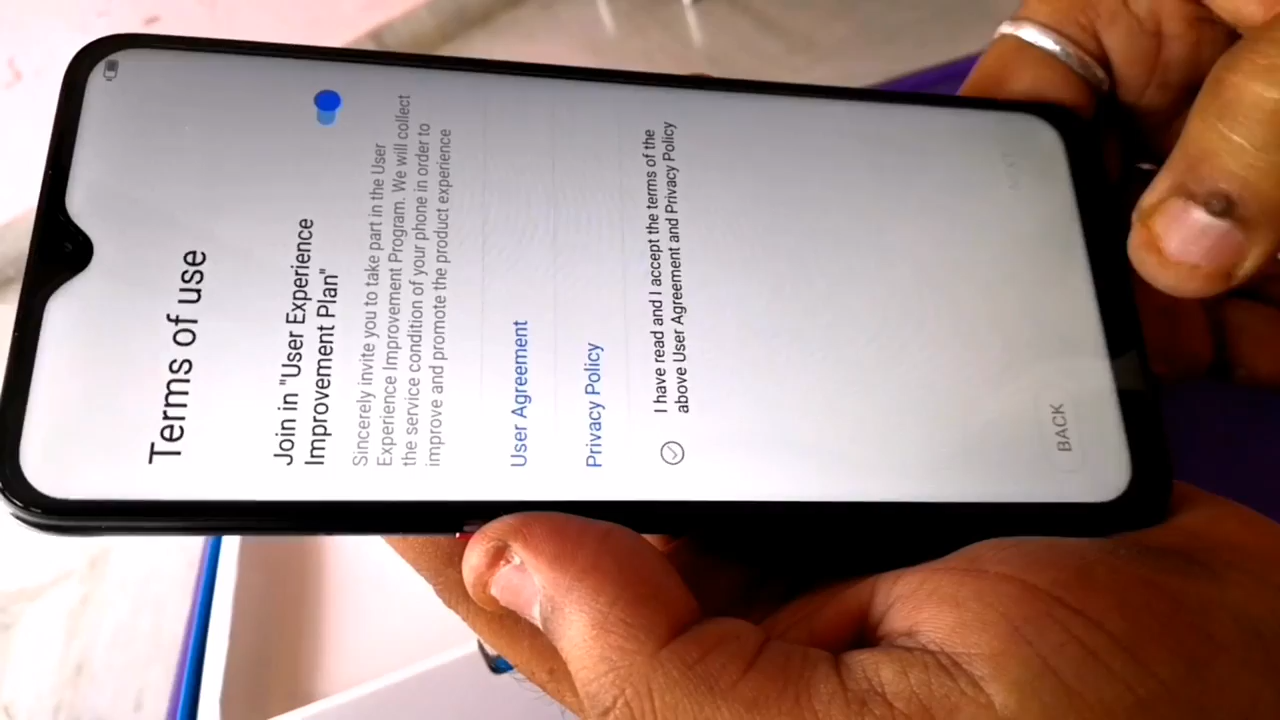 Terms of use
Join in "User Experience
Improvement Plan"
Sincerely invite you to take part in the User
Experience Improvement Program. We will collect
the service condition of your phone in order to
improve and promote the product experience
User Agreement
Privacy Policy
I have read and I accept the terms of the
above User Agreement and Privacy Policy
BACK
NEXT